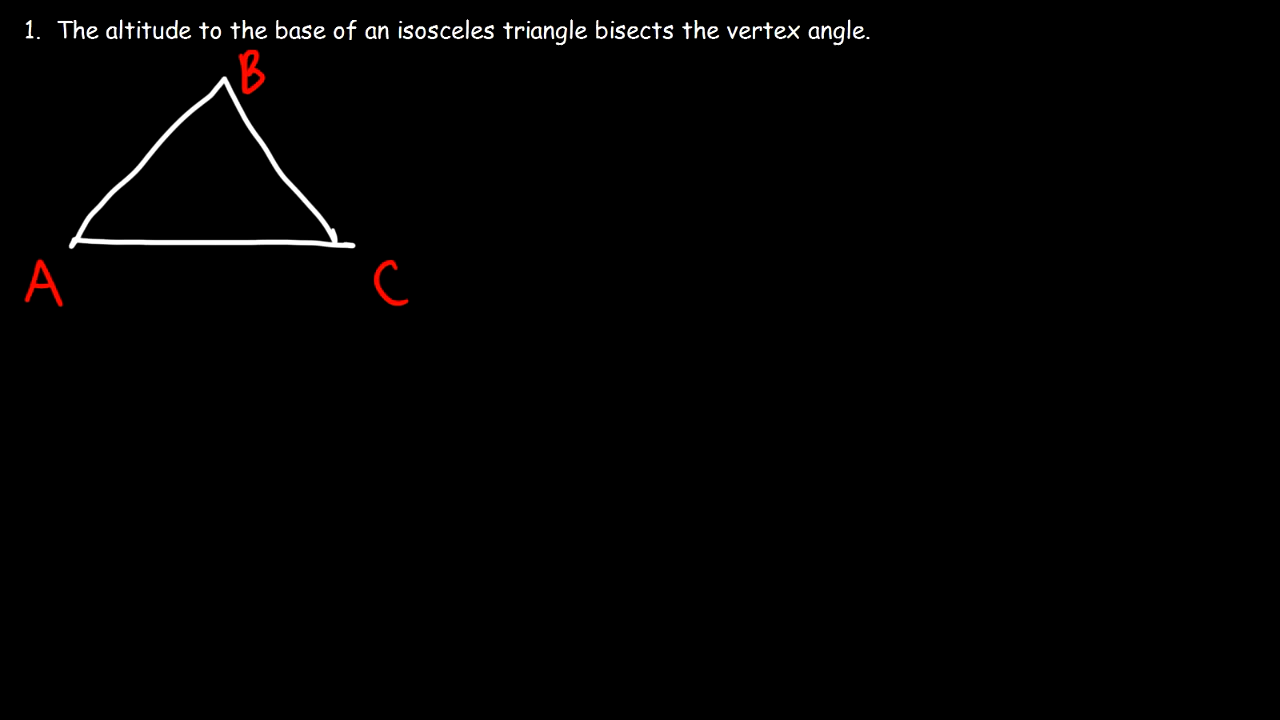 1. The altitude to the base of an isosceles triangle bisects the vertex angle.
B
A
C